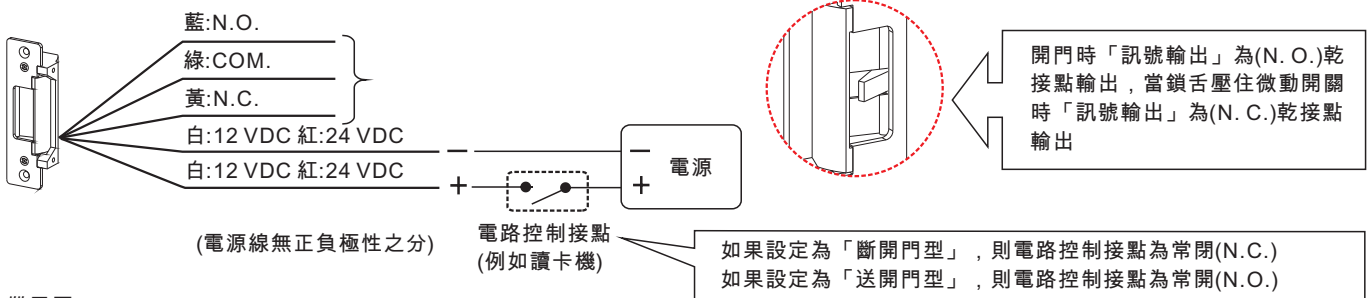 藍:N.O.
綠:COM.
黃:N.C.
白:12 VDC 紅:24 VDC
白:12 VDC 紅:24 VDC
(電源線無正負極性之分)
−
+
−
+
電源
電路控制接點
(例如讀卡機)
開門時「訊號輸出」為(N. O.)乾
接點輸出，當鎖舌壓住微動開關
時「訊號輸出」為(N. C.)乾接點
輸出
如果設定為「斷開門型」，則電路控制接點為常閉(N.C.)
如果設定為「送開門型」，則電路控制接點為常開(N.O.)